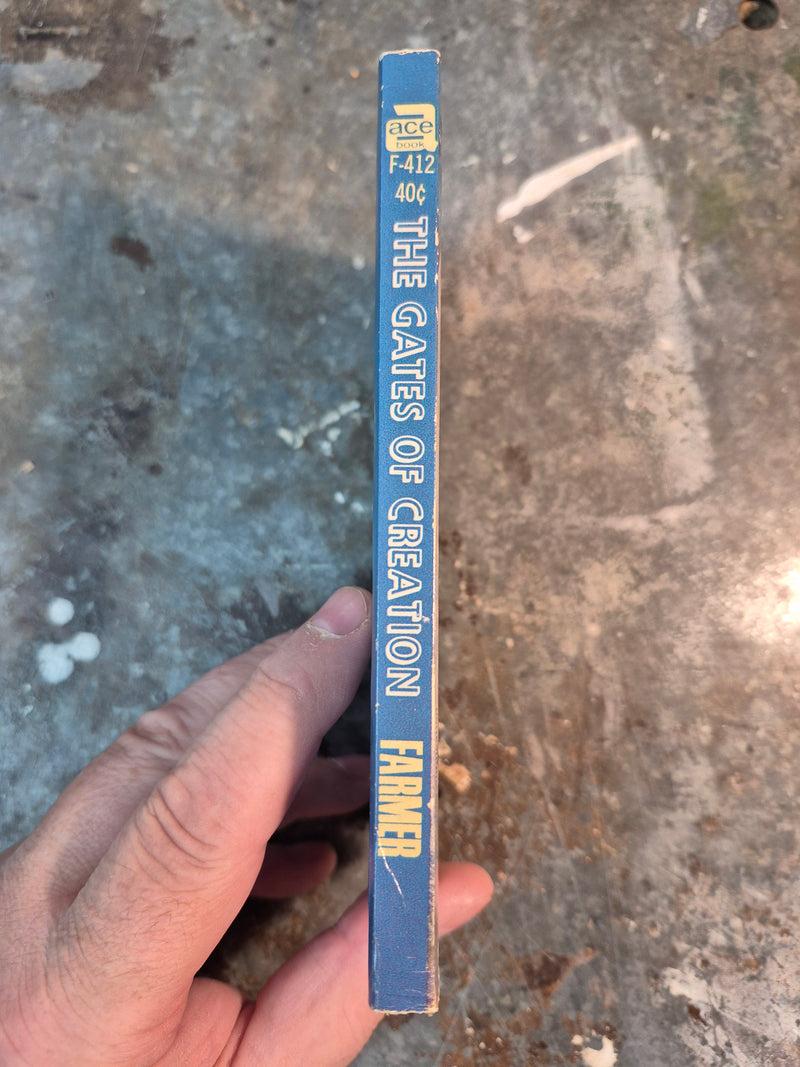 ace
book
F-412
40¢
THE GATES OF CREATION
FARMER